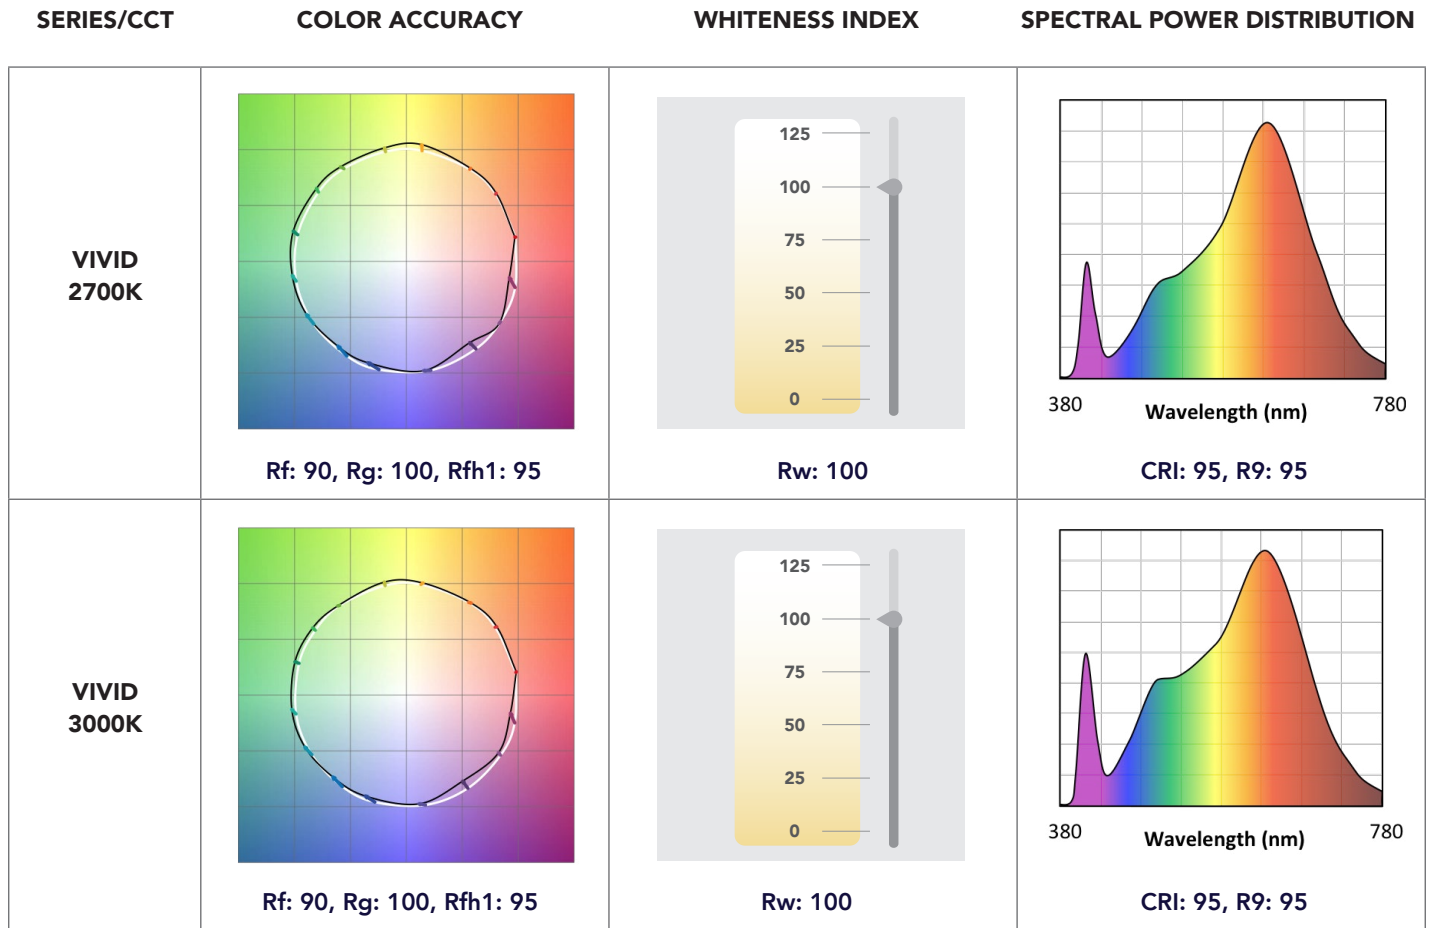 SERIES/CCT COLOR ACCURACY WHITENESS INDEX SPECTRAL POWER DISTRIBUTION
VIVID
2700K
Rf: 90, Rg: 100, Rfh1: 95
125
100
75
50
25
0
Rw: 100
380 780
Wavelength (nm)
CRI: 95, R9: 95
VIVID
3000K
Rf: 90, Rg: 100, Rfh1: 95
125
100
75
50
25
0
Rw: 100
380 780
Wavelength (nm)
CRI: 95, R9: 95